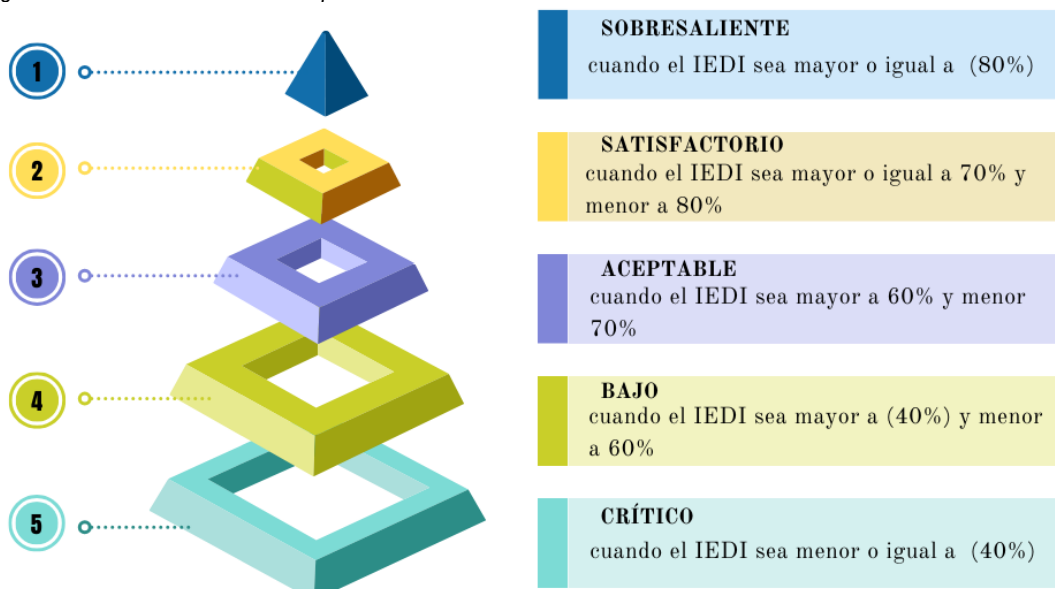 1
SOBRESALIENTE
cuando el IEDI sea mayor o igual a (80%)
2
SATISFACTORIO
cuando el IEDI sea mayor o igual a 70% y
menor a 80%
3
ACEPTABLE
cuando el IEDI sea mayor a 60% y menor
70%
4
BAJO
cuando el IEDI sea mayor a (40%) y menor
a 60%
5
CRÍTICO
cuando el IEDI sea menor o igual a (40%)